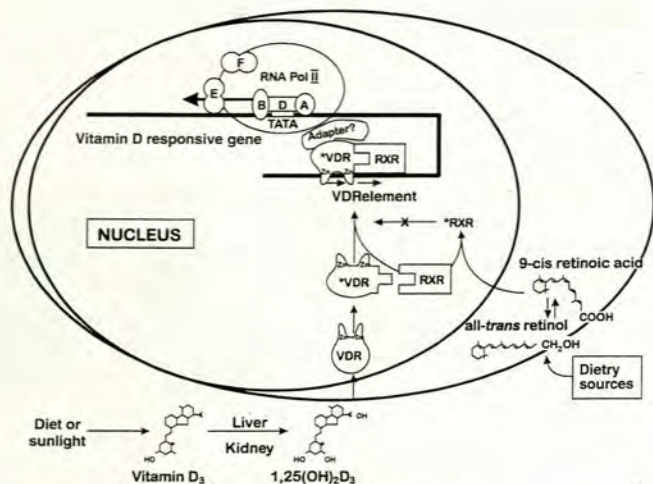 F
RNA Pol II
E
B
D
A
TATA
Adapter?
Vitamin D responsive gene
*VDR
RXR
Zn
Zn
VDRelement
NUCLEUS
X
*RXR
*VDR
RXR
9-cis retinoic acid
COOH
all-trans retinol
CH₂OH
VDR
Dietry
sources
Diet or
sunlight
Liver
Kidney
OH
HO
HO
OH
Vitamin D₃
1,25(OH)₂D₃